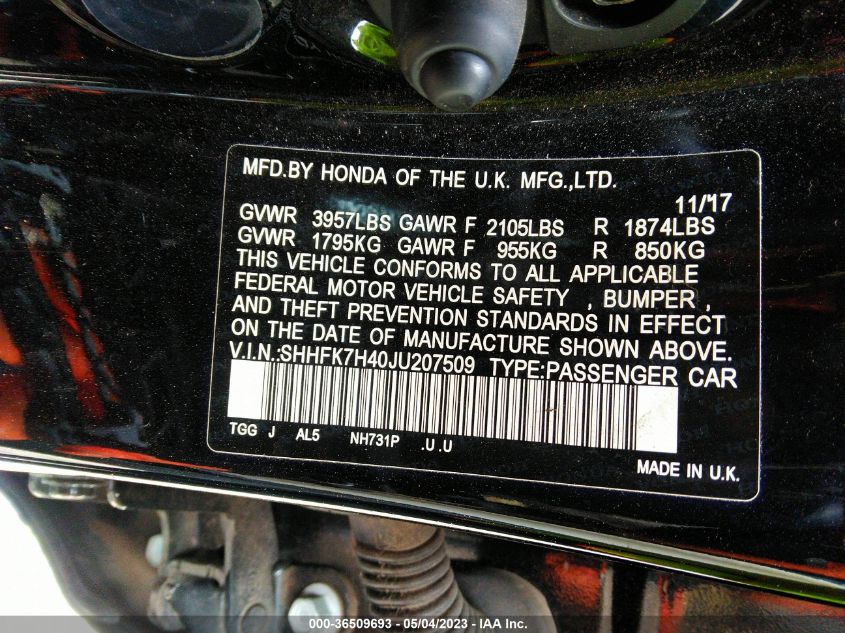 MFD.BY HONDA OF THE U.K. MFG.,LTD.
11/17
GVWR 3957LBS GAWR F 2105LBS R 1874LBS
GVWR 1795KG GAWR F 955KG R 850KG
THIS VEHICLE CONFORMS TO ALL APPLICABLE
FEDERAL MOTOR VEHICLE SAFETY , BUMPER ,
AND THEFT PREVENTION STANDARDS IN EFFECT
ON THE DATE OF MANUFACTURE SHOWN ABOVE.
V.I.N.:SHHFK7H40JU207509 TYPE:PASSENGER CAR
TGG J AL5 NH731P .U.U
MADE IN U.K.
000-36509693 - 05/04/2023 - IAA Inc.